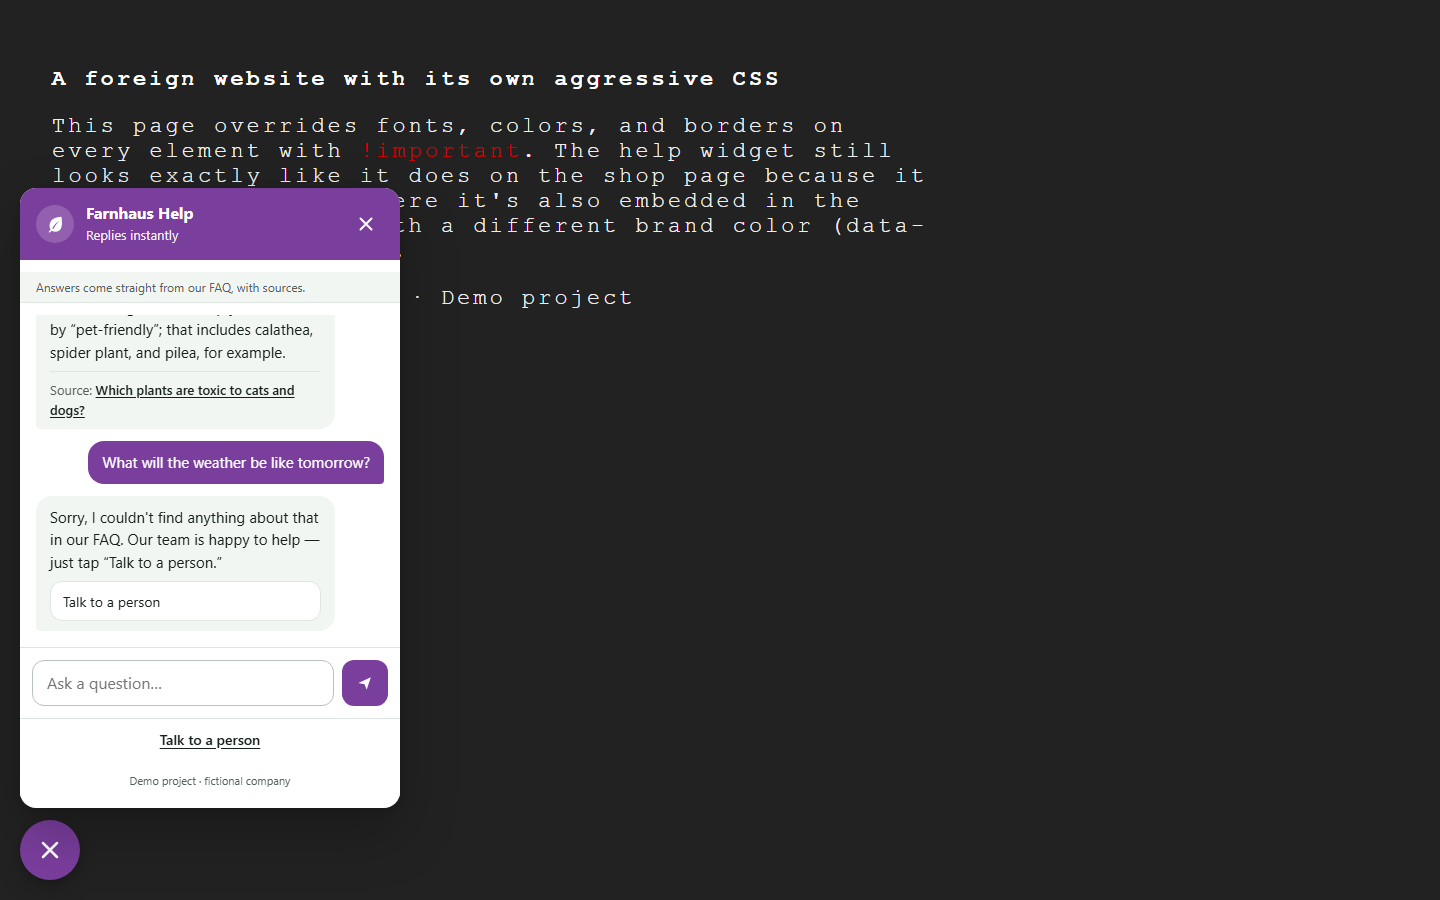 A foreign website with its own aggressive CSS
This page overrides fonts, colors, and borders on
every element with !important. The help widget still
looks exactly like it does on the shop page because it
it's also embedded in the
a different brand color (data-
· Demo project
Farnhaus Help
Replies instantly
Answers come straight from our FAQ, with sources.
by “pet-friendly”; that includes calathea,
spider plant, and pilea, for example.
Source: Which plants are toxic to cats and
dogs?
What will the weather be like tomorrow?
Sorry, I couldn't find anything about that
in our FAQ. Our team is happy to help —
just tap “Talk to a person.”
Talk to a person
Ask a question...
Talk to a person
Demo project · fictional company